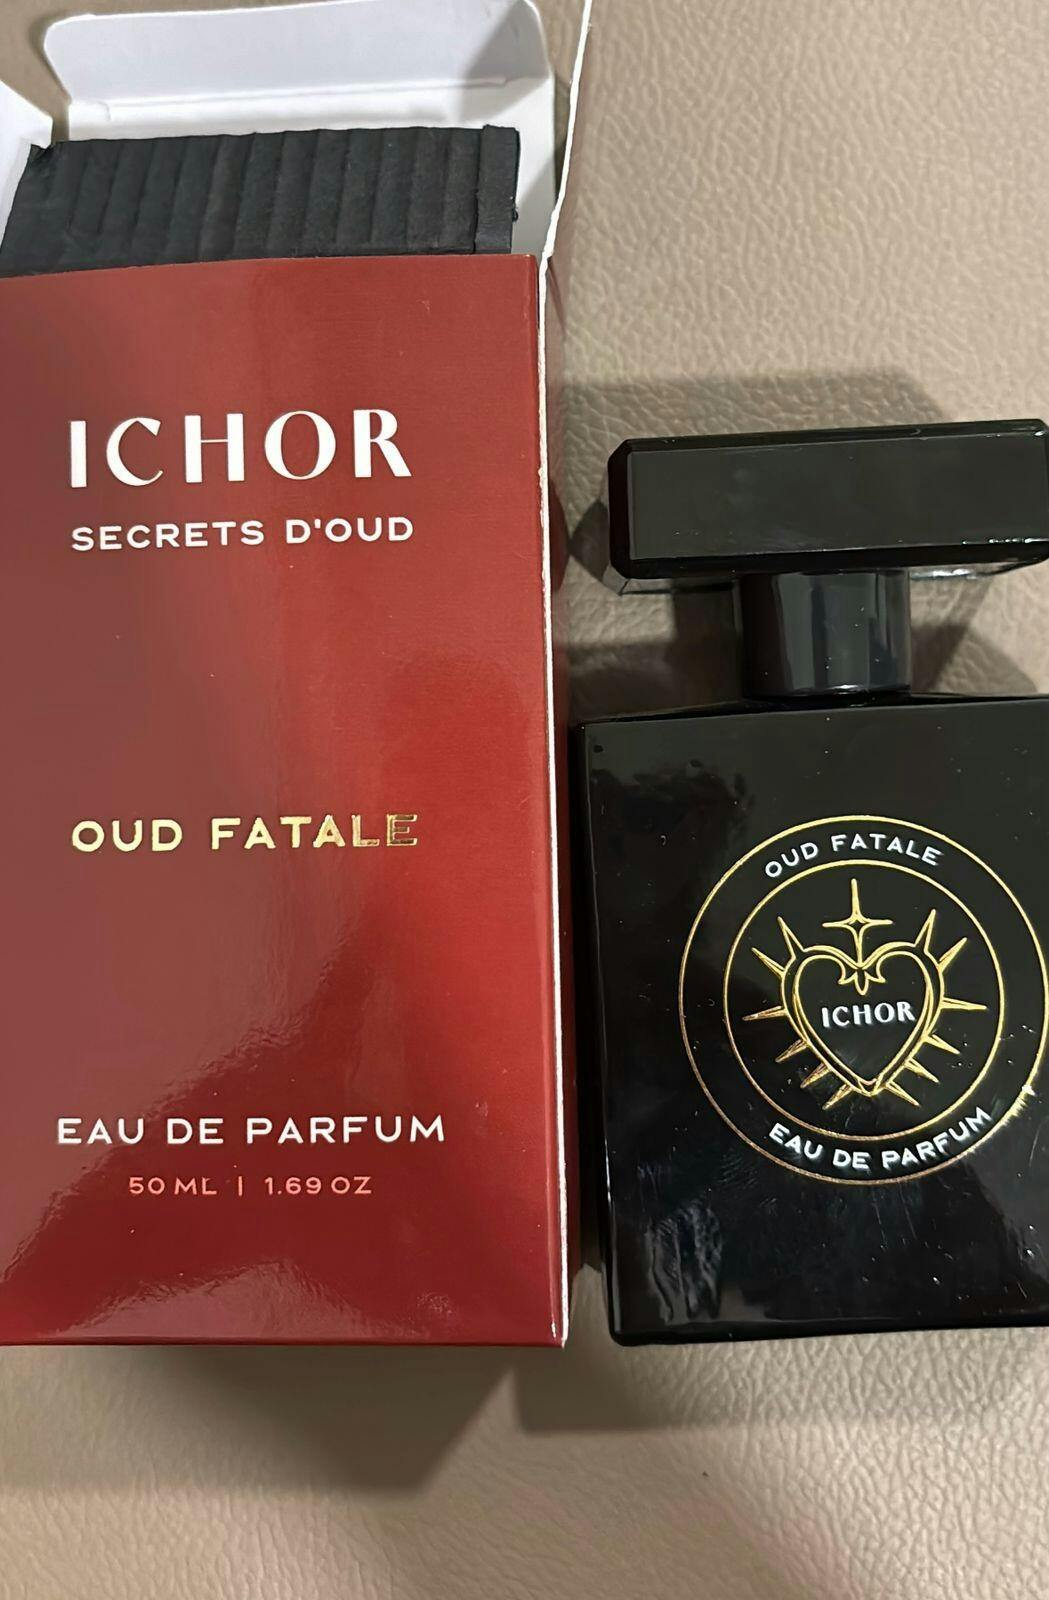 ICHOR
SECRETS D'OUD
OUD FATALE
EAU DE PARFUM
50 ML | 1.69 OZ
OUD FATALE
ICHOR
EAU DE PARFUM